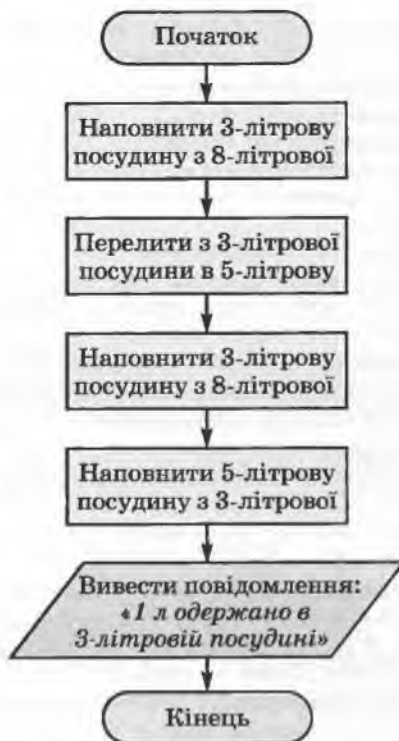 Початок
Наповнити 3-літрову
посудину з 8-літрової
Перелити з 3-літрової
посудини в 5-літрову
Наповнити 3-літрову
посудину з 8-літрової
Наповнити 5-літрову
посудину з 3-літрової
Вивести повідомлення:
«1 л одержано в
3-літровій посудині»
Кінець